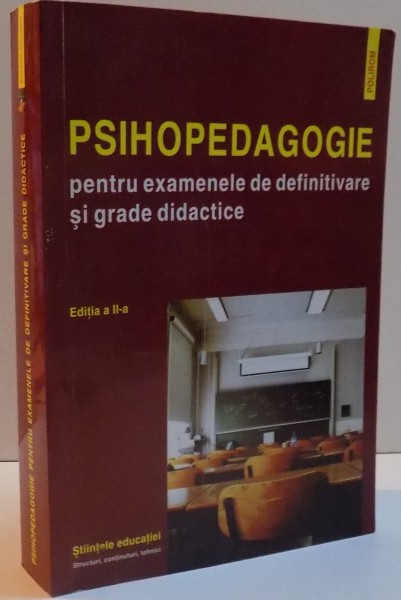 POLIROM
PSIHOPEDAGOGIE
pentru examenele de definitivare
și grade didactice
Ediția a II-a
Științele educației
Structuri, conținuturi, tehnici
PSIHOPEDAGOGIE PENTRU EXAMENELE DE DEFINITIVARE ȘI GRADE DIDACTICE